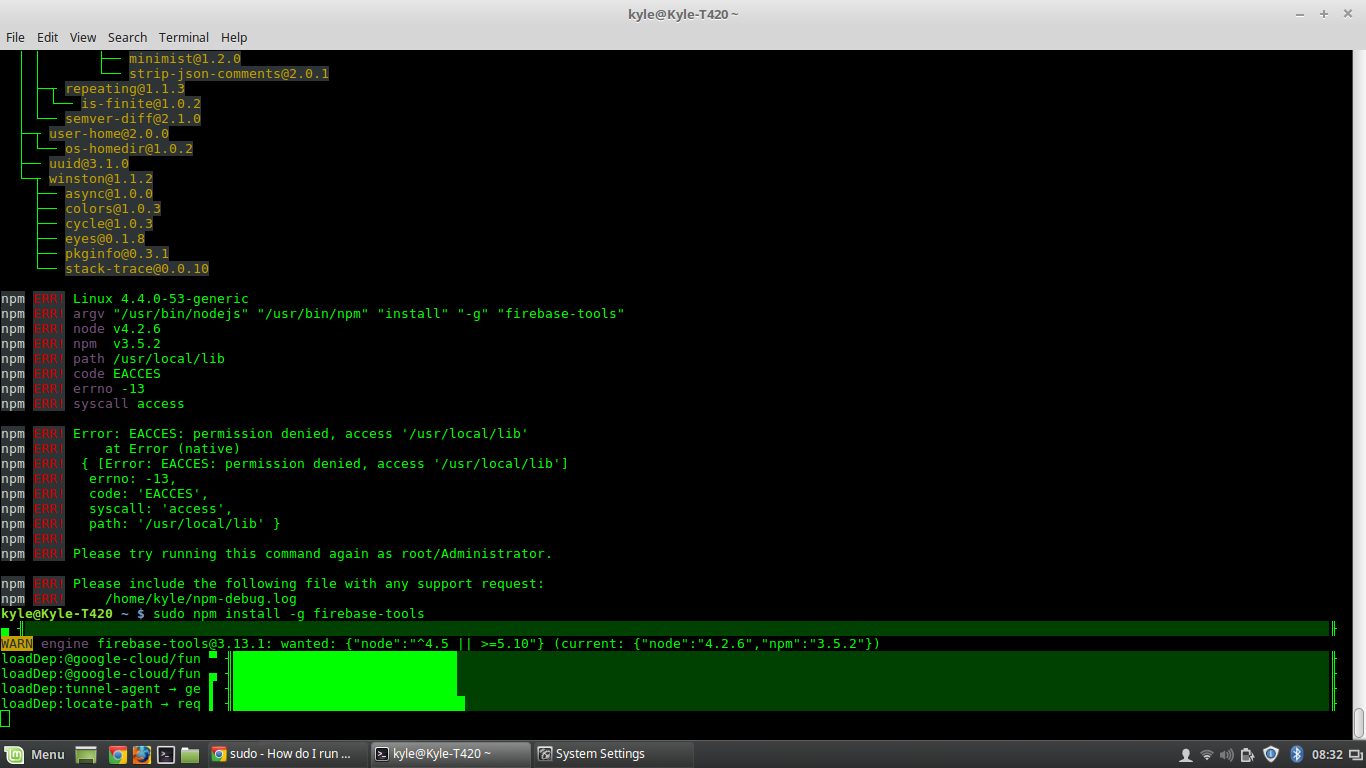 kyle@Kyle-T420 ~
File Edit View Search Terminal Help
minimist@1.2.0
strip-json-comments@2.0.1
repeating@1.1.3
is-finite@1.0.2
semver-diff@2.1.0
user-home@2.0.0
os-homedir@1.0.2
uuid@3.1.0
winston@1.1.2
async@1.0.0
colors@1.0.3
cycle@1.0.3
eyes@0.1.8
pkginfo@0.3.1
stack-trace@0.0.10
npm ERR! Linux 4.4.0-53-generic
npm ERR! argv "/usr/bin/nodejs" "/usr/bin/npm" "install" "-g" "firebase-tools"
npm ERR! node v4.2.6
npm ERR! npm  v3.5.2
npm ERR! path /usr/local/lib
npm ERR! code EACCES
npm ERR! errno -13
npm ERR! syscall access
npm ERR! Error: EACCES: permission denied, access '/usr/local/lib'
npm ERR!     at Error (native)
npm ERR!  { [Error: EACCES: permission denied, access '/usr/local/lib']
npm ERR!   errno: -13,
npm ERR!   code: 'EACCES',
npm ERR!   syscall: 'access',
npm ERR!   path: '/usr/local/lib' }
npm ERR!
npm ERR! Please try running this command again as root/Administrator.
npm ERR! Please include the following file with any support request:
npm ERR!     /home/kyle/npm-debug.log
kyle@Kyle-T420 ~ $ sudo npm install -g firebase-tools
WARN engine firebase-tools@3.13.1: wanted: {"node":"^4.5 || >=5.10"} (current: {"node":"4.2.6","npm":"3.5.2"})
loadDep:@google-cloud/fun
loadDep:@google-cloud/fun
loadDep:tunnel-agent → ge
loadDep:locate-path → req
Menu sudo - How do I run ... kyle@Kyle-T420 ~ System Settings 08:32